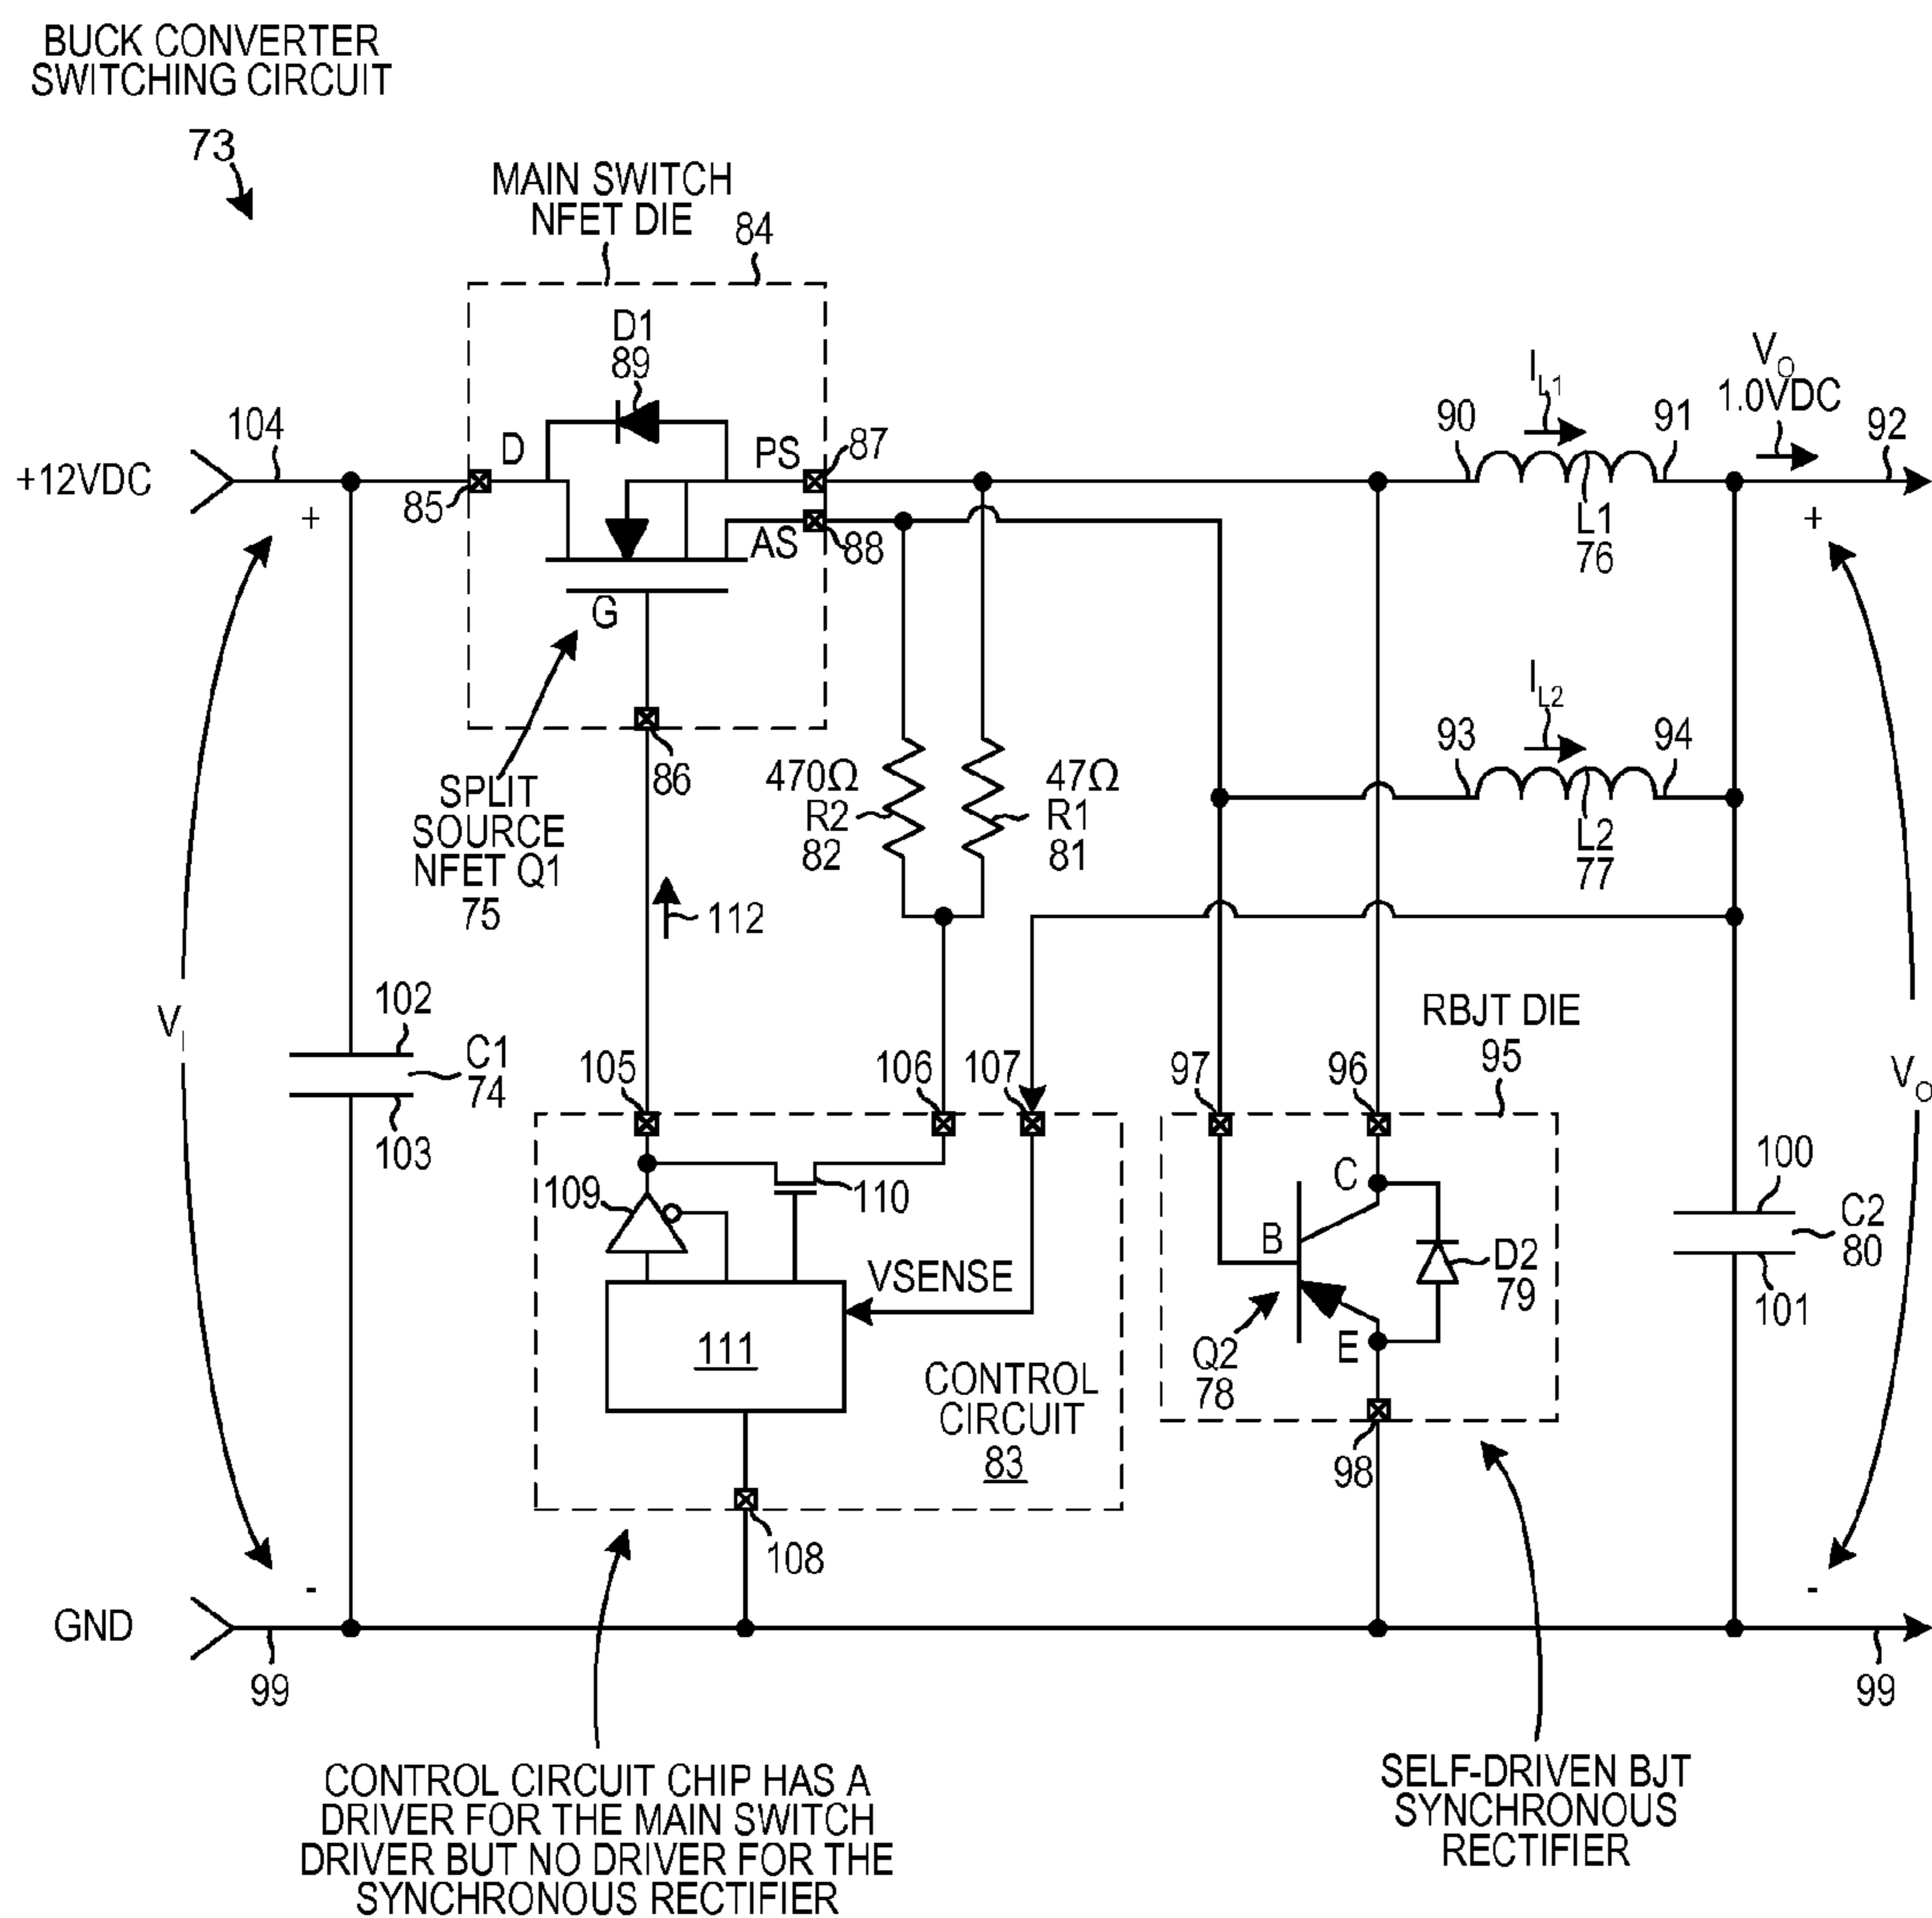 BUCK CONVERTER
SWITCHING CIRCUIT
73
MAIN SWITCH
NFET DIE
84
D1
89
+12VDC
104
85
D
PS
87
AS
88
G
86
+
SPLIT
SOURCE
NFET Q1
75
112
470Ω
R2
82
47Ω
R1
81
90
IL1
91
L1
76
VO
1.0VDC
92
+
93
IL2
94
L2
77
VI
102
C1
74
103
105
106
107
109
110
VSENSE
111
CONTROL
CIRCUIT
83
108
RBJT DIE
95
97
96
C
B
E
D2
79
Q2
78
98
100
C2
80
101
VO
-
-
GND
99
99
CONTROL CIRCUIT CHIP HAS A
DRIVER FOR THE MAIN SWITCH
DRIVER BUT NO DRIVER FOR THE
SYNCHRONOUS RECTIFIER
SELF-DRIVEN BJT
SYNCHRONOUS
RECTIFIER